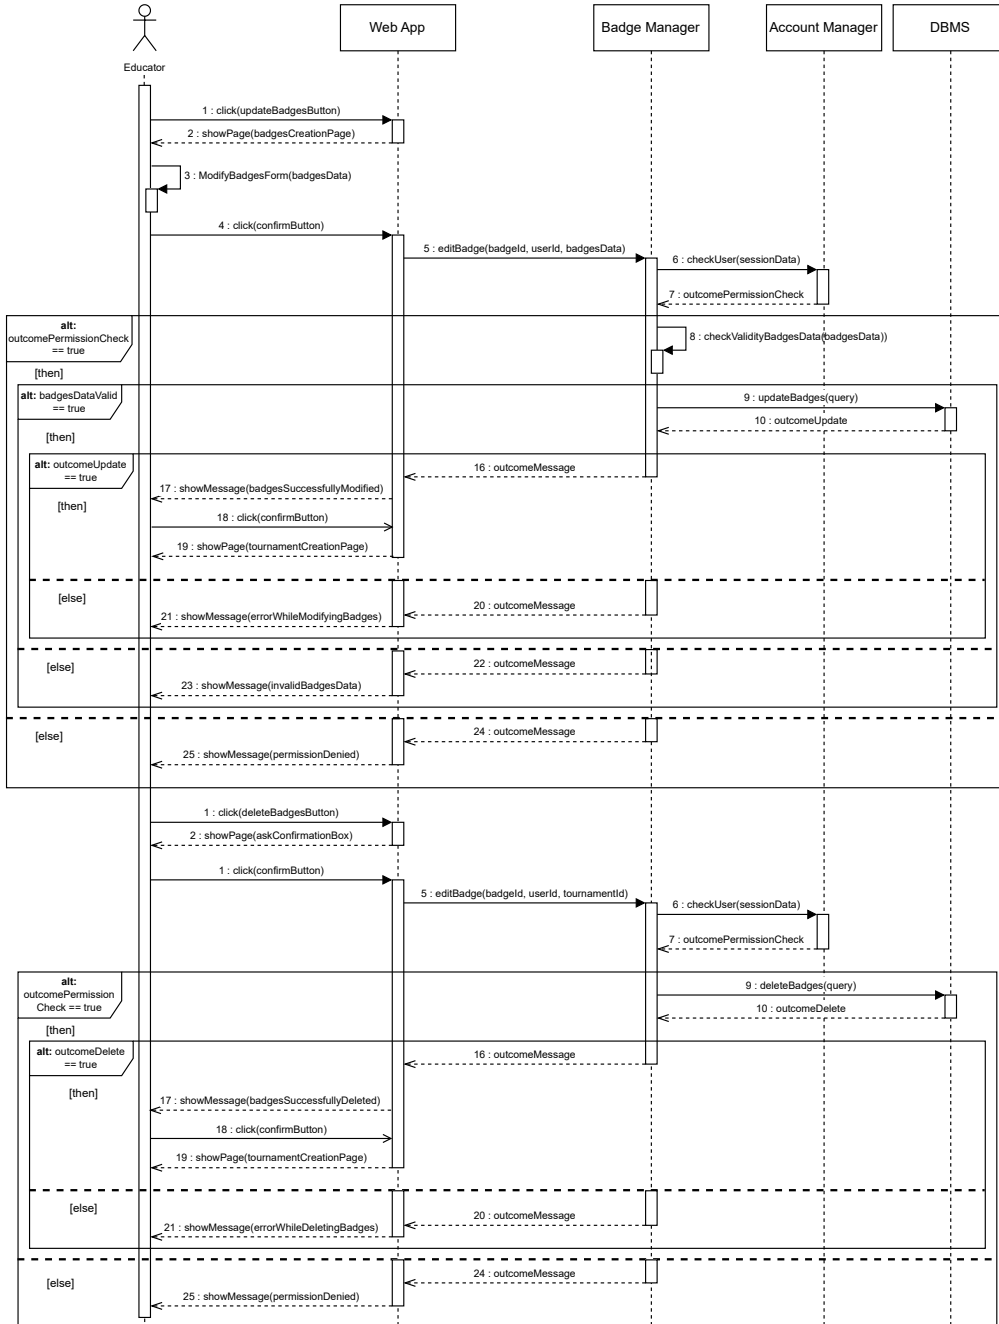 Educator
Web App
Badge Manager
Account Manager
DBMS
1 : click(updateBadgesButton)
2 : showPage(badgesCreationPage)
3 : ModifyBadgesForm(badgesData)
4 : click(confirmButton)
5 : editBadge(badgeId, userId, badgesData)
6 : checkUser(sessionData)
7 : outcomePermissionCheck
alt:
outcomePermissionCheck
== true
[then]
8 : checkValidityBadgesData(badgesData))
alt: badgesDataValid
== true
[then]
9 : updateBadges(query)
10 : outcomeUpdate
alt: outcomeUpdate
== true
[then]
16 : outcomeMessage
17 : showMessage(badgesSuccessfullyModified)
18 : click(confirmButton)
19 : showPage(tournamentCreationPage)
[else]
20 : outcomeMessage
21 : showMessage(errorWhileModifyingBadges)
[else]
22 : outcomeMessage
23 : showMessage(invalidBadgesData)
[else]
24 : outcomeMessage
25 : showMessage(permissionDenied)
1 : click(deleteBadgesButton)
2 : showPage(askConfirmationBox)
1 : click(confirmButton)
5 : editBadge(badgeId, userId, tournamentId)
6 : checkUser(sessionData)
7 : outcomePermissionCheck
alt:
outcomePermission
Check == true
[then]
9 : deleteBadges(query)
10 : outcomeDelete
alt: outcomeDelete
== true
[then]
16 : outcomeMessage
17 : showMessage(badgesSuccessfullyDeleted)
18 : click(confirmButton)
19 : showPage(tournamentCreationPage)
[else]
20 : outcomeMessage
21 : showMessage(errorWhileDeletingBadges)
[else]
24 : outcomeMessage
25 : showMessage(permissionDenied)